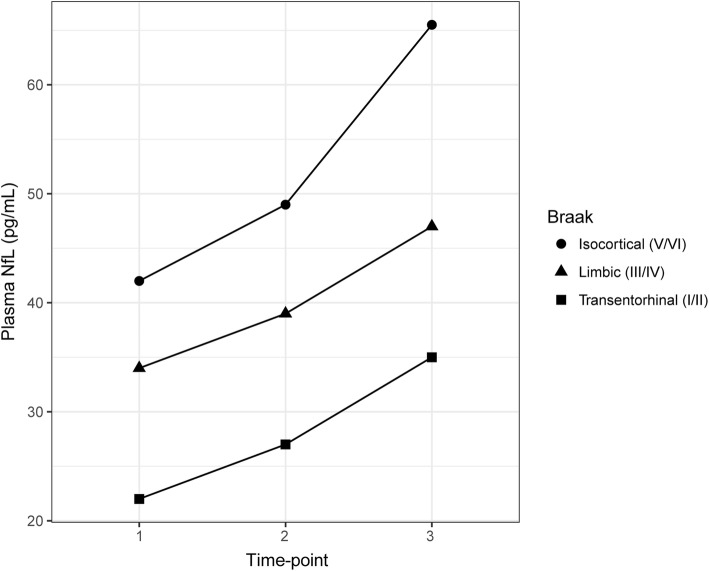 Plasma NfL (pg/mL)
60
50
40
30
20
1 2 3
Time-point
Braak
Isocortical (V/VI)
Limbic (III/IV)
Transentorhinal (I/II)